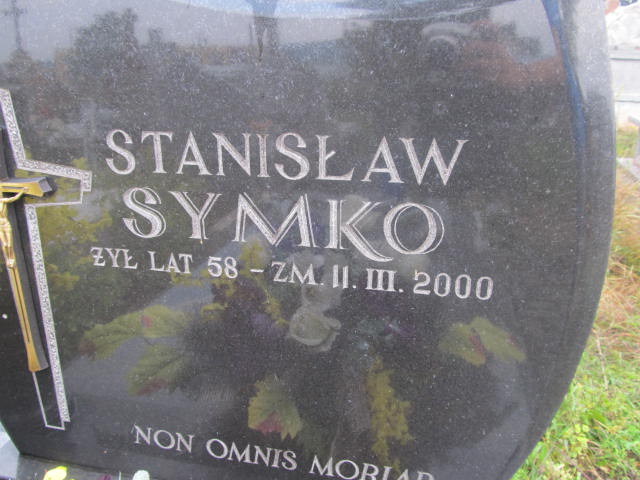 STANISŁAW
SYMKO
ŻYŁ LAT 58 - ZM. 11. III. 2000
NON OMNIS MORIAR